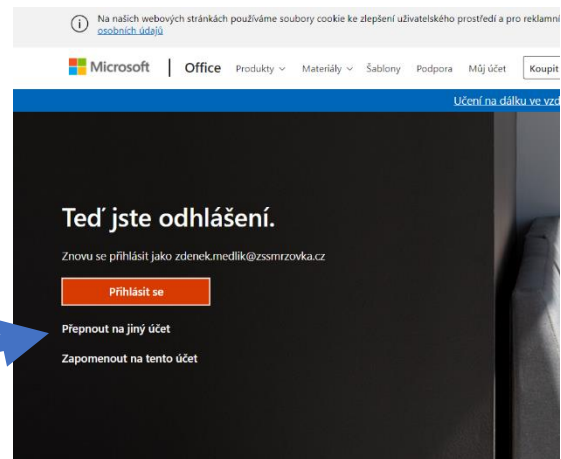 Na našich webových stránkách používáme soubory cookie ke zlepšení uživatelského prostředí a pro reklamní
osobních údajů
Microsoft | Office Produkty Materiály Šablony Podpora Můj účet Koupit
Učení na dálku ve vzd
Teď jste odhlášení.
Znovu se přihlásit jako zdenek.medlik@zssmrzovka.cz
Přihlásit se
Přepnout na jiný účet
Zapomenout na tento účet